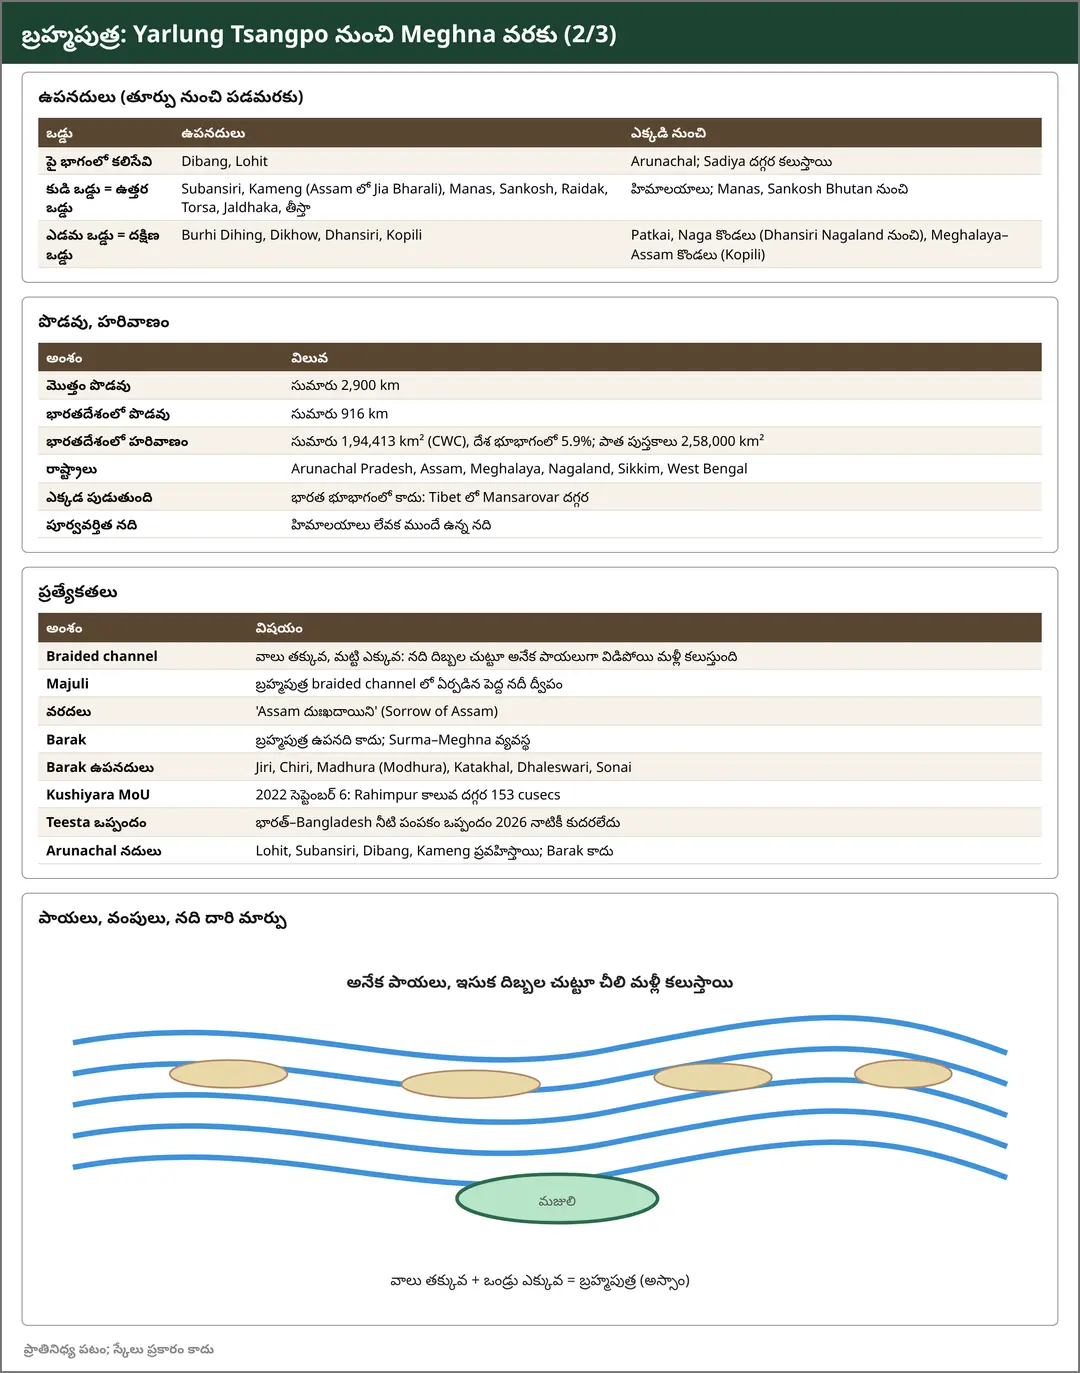 బ్రహ్మపుత్ర: Yarlung Tsangpo నుంచి Meghna వరకు (2/3)
ఉపనదులు (తూర్పు నుంచి పడమరకు)
ఒడ్డు ఉపనదులు ఎక్కడి నుంచి
పై భాగంలో కలిసేవి Dibang, Lohit Arunachal; Sadiya దగ్గర కలుస్తాయి
కుడి ఒడ్డు = ఉత్తర ఒడ్డు Subansiri, Kameng (Assam లో Jia Bharali), Manas, Sankosh, Raidak, హిమాలయాలు; Manas, Sankosh Bhutan నుంచి
Torsa, Jaldhaka, తీస్తా
ఎడమ ఒడ్డు = దక్షిణ ఒడ్డు Burhi Dihing, Dikhow, Dhansiri, Kopili Patkai, Naga కొండలు (Dhansiri Nagaland నుంచి), Meghalaya–
Assam కొండలు (Kopili)
పొడవు, హరివాణం
అంశం విలువ
మొత్తం పొడవు సుమారు 2,900 km
భారతదేశంలో పొడవు సుమారు 916 km
భారతదేశంలో హరివాణం సుమారు 1,94,413 km² (CWC), దేశ భూభాగంలో 5.9%; పాత పుస్తకాలు 2,58,000 km²
రాష్ట్రాలు Arunachal Pradesh, Assam, Meghalaya, Nagaland, Sikkim, West Bengal
ఎక్కడ పుడుతుంది భారత భూభాగంలో కాదు: Tibet లో Mansarovar దగ్గర
పూర్వవర్తిత నది హిమాలయాలు లేవక ముందే ఉన్న నది
ప్రత్యేకతలు
అంశం విషయం
Braided channel వాలు తక్కువ, మట్టి ఎక్కువ: నది దిబ్బల చుట్టూ అనేక పాయలుగా విడిపోయి మళ్లీ కలుస్తుంది
Majuli బ్రహ్మపుత్ర braided channel లో ఏర్పడిన పెద్ద నదీ ద్వీపం
వరదలు 'Assam దుఃఖదాయిని' (Sorrow of Assam)
Barak బ్రహ్మపుత్ర ఉపనది కాదు; Surma–Meghna వ్యవస్థ
Barak ఉపనదులు Jiri, Chiri, Madhura (Modhura), Katakhal, Dhaleswari, Sonai
Kushiyara MoU 2022 సెప్టెంబర్ 6: Rahimpur కాలువ దగ్గర 153 cusecs
Teesta ఒప్పందం భారత్–Bangladesh నీటి పంపకం ఒప్పందం 2026 నాటికీ కుదరలేదు
Arunachal నదులు Lohit, Subansiri, Dibang, Kameng ప్రవహిస్తాయి; Barak కాదు
పాయలు, వంపులు, నది దారి మార్పు
అనేక పాయలు, ఇసుక దిబ్బల చుట్టూ చీలి మళ్లీ కలుస్తాయి
మజులి
వాలు తక్కువ + ఒండ్రు ఎక్కువ = బ్రహ్మపుత్ర (అస్సాం)
ప్రాతినిధ్య పటం; స్కేలు ప్రకారం కాదు